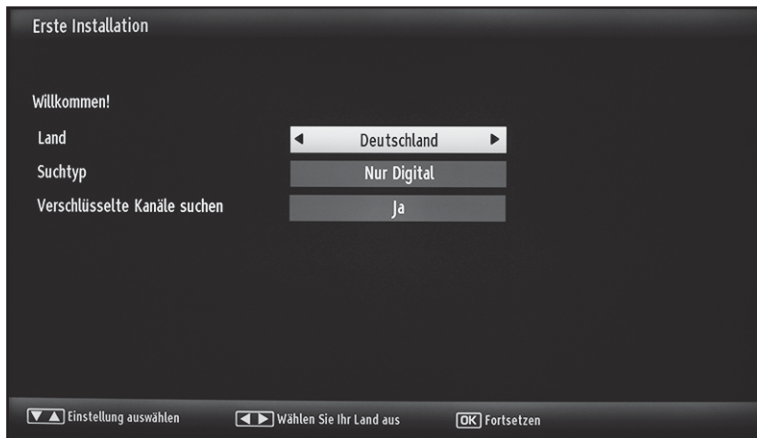 Erste Installation
Willkommen!
Land ◀ Deutschland ▶
Suchtyp Nur Digital
Verschlüsselte Kanäle suchen Ja
▼ ▲ Einstellung auswählen ◀ ▶ Wählen Sie Ihr Land aus OK Fortsetzen